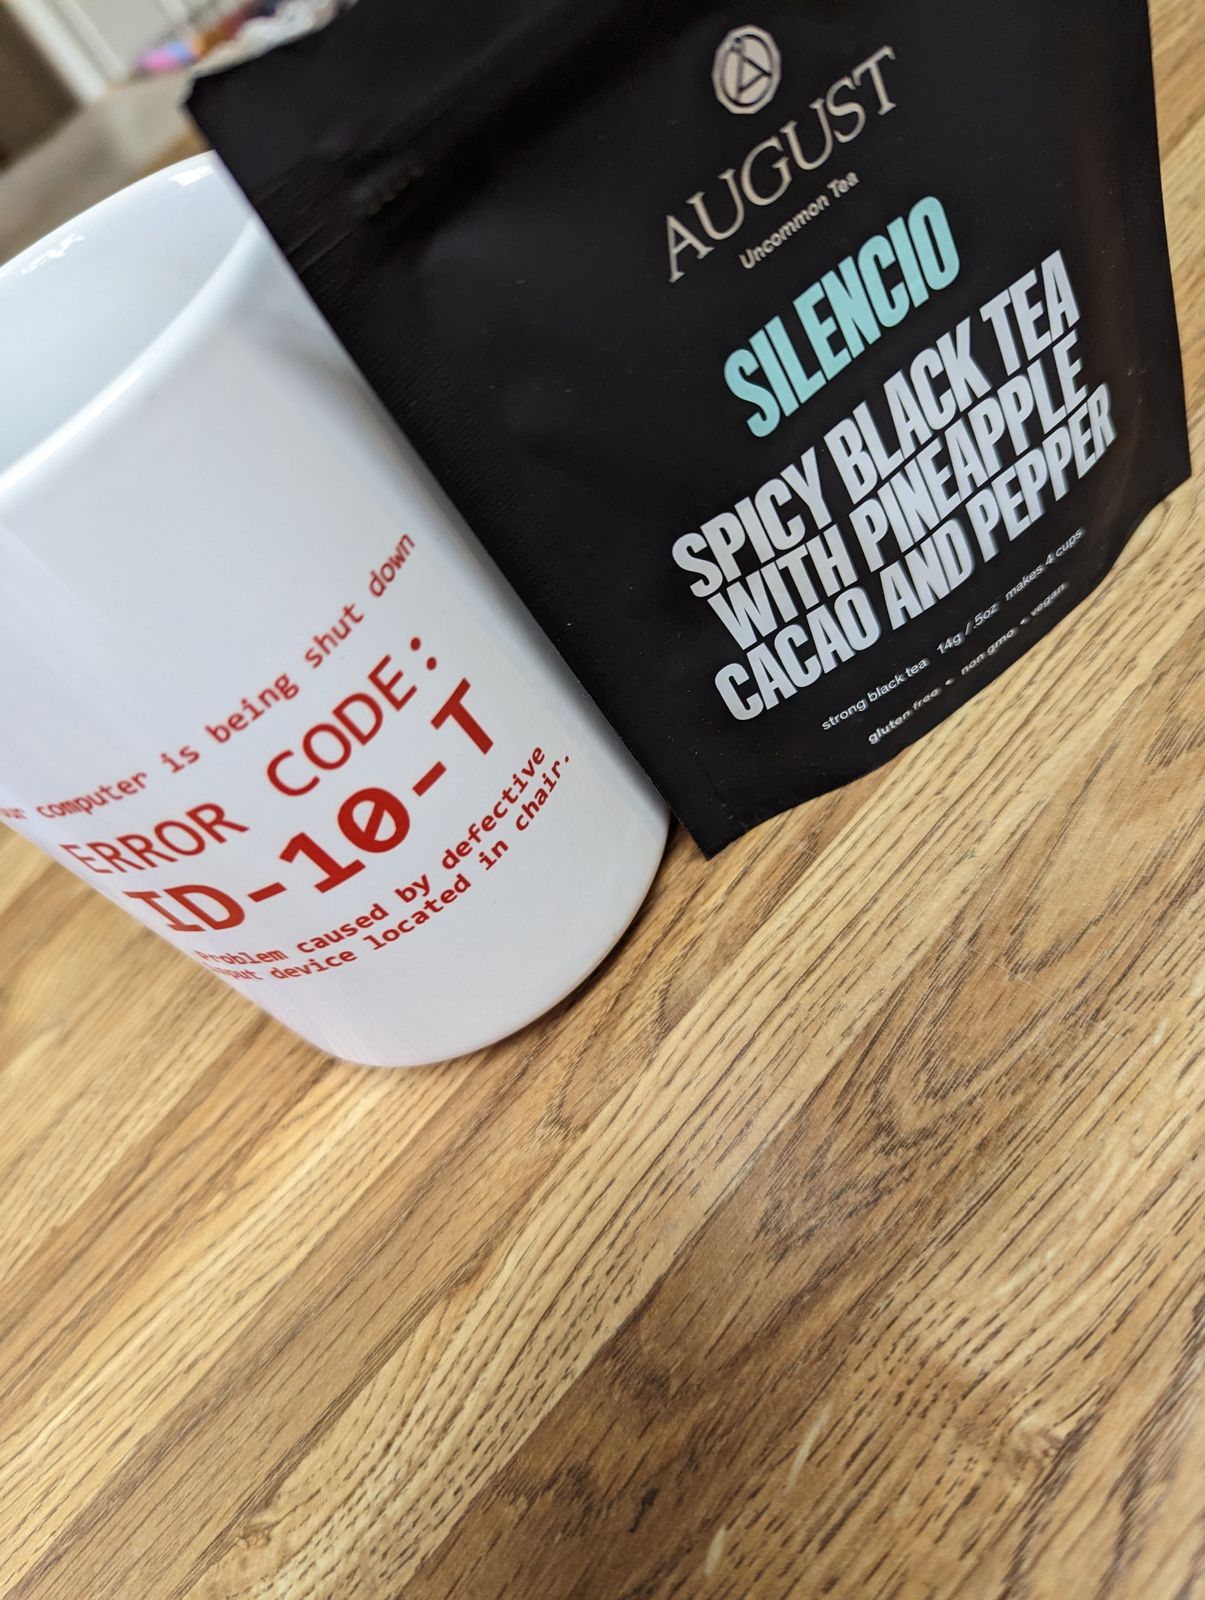 ur computer is being shut down
ERROR CODE:
ID-10-T
Problem caused by defective
input device located in chair.
AUGUST
Uncommon Tea
SILENCIO
SPICY BLACK TEA
WITH PINEAPPLE
CACAO AND PEPPER
strong black tea 14g / .5oz makes 4 cups
gluten free • non gmo • vegan